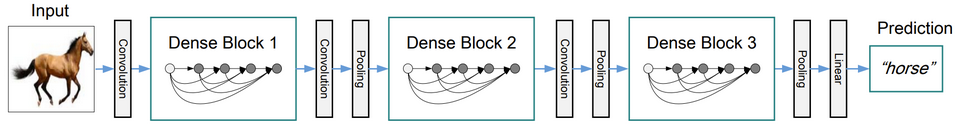 Input
Convolution
Dense Block 1
Convolution
Pooling
Dense Block 2
Convolution
Pooling
Dense Block 3
Pooling
Linear
Prediction
“horse”